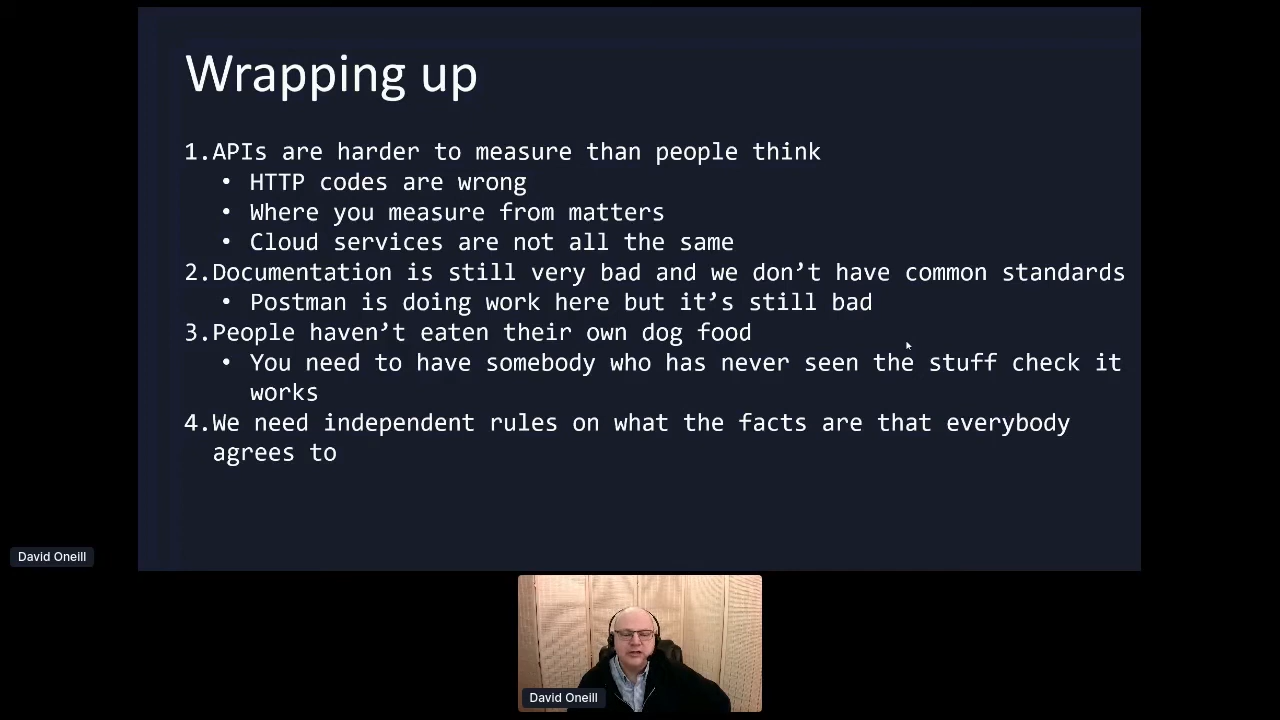 Wrapping up
1.APIs are harder to measure than people think
• HTTP codes are wrong
• Where you measure from matters
• Cloud services are not all the same
2.Documentation is still very bad and we don’t have common standards
• Postman is doing work here but it’s still bad
3.People haven’t eaten their own dog food
• You need to have somebody who has never seen the stuff check it
works
4.We need independent rules on what the facts are that everybody
agrees to
David Oneill
David Oneill